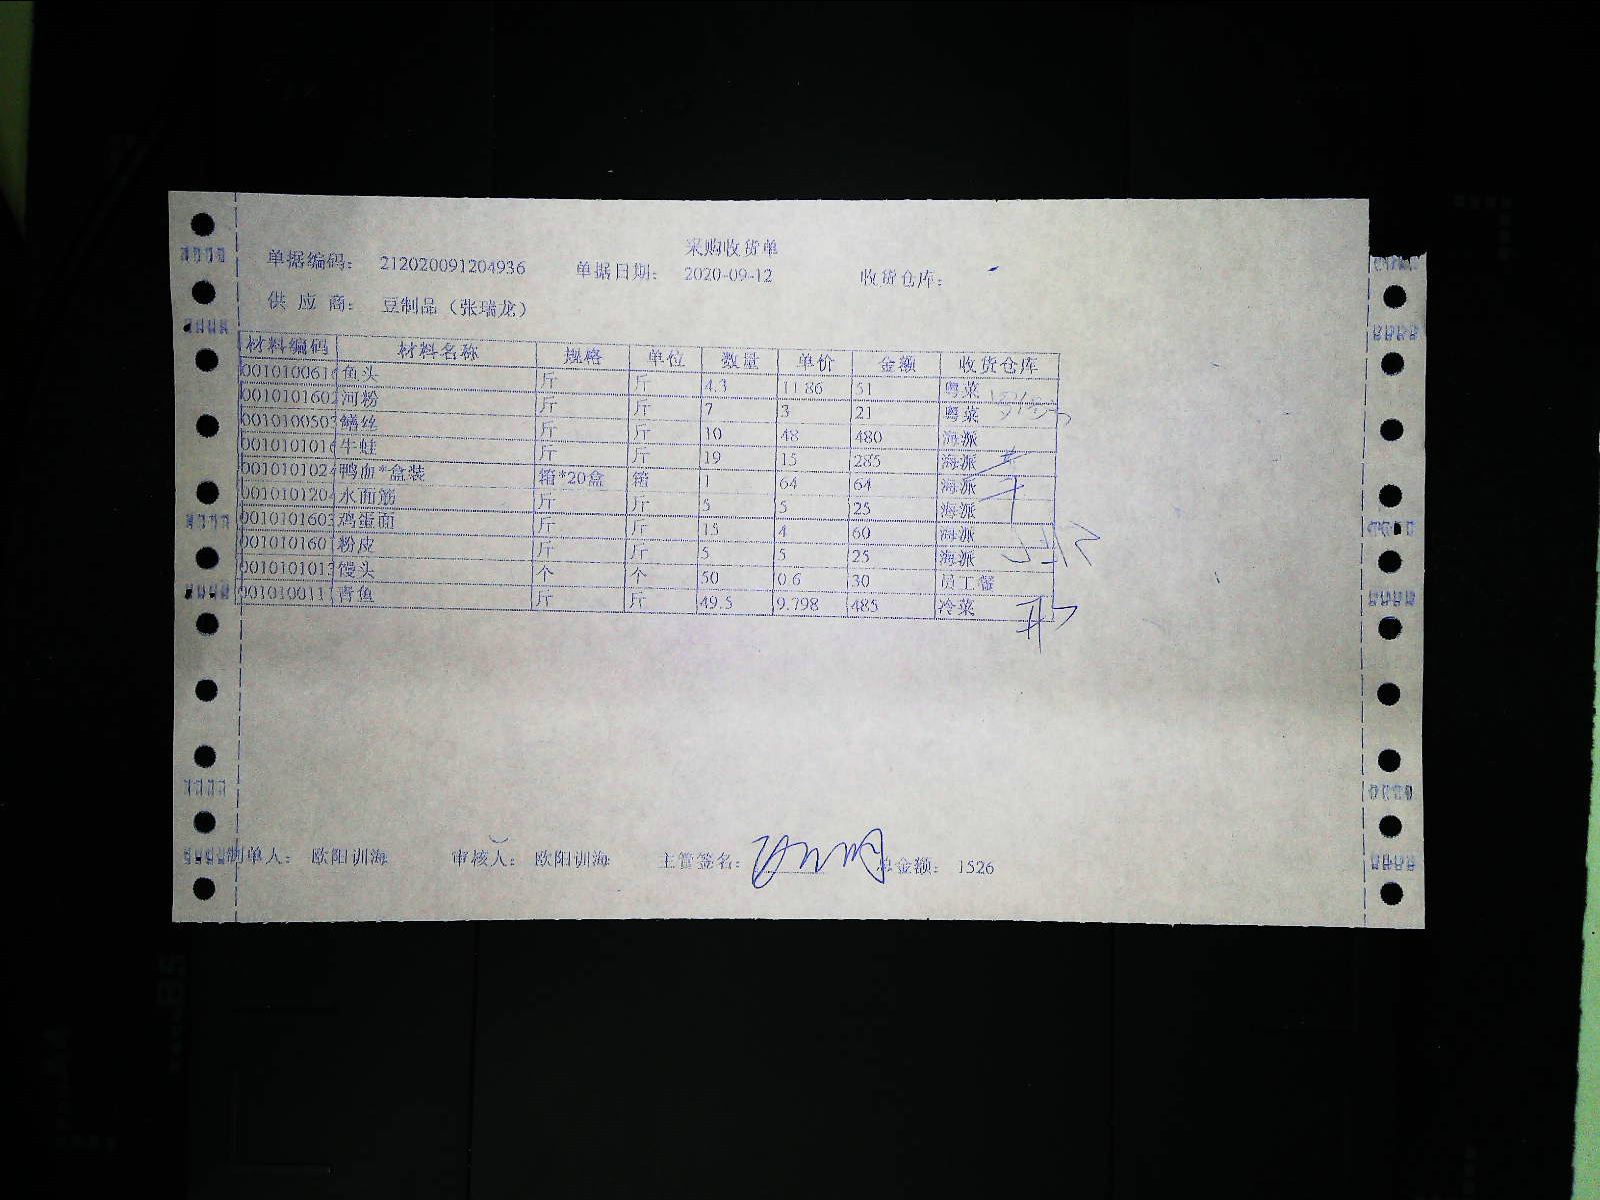 采购收货单
单据编码： 212020091204936 单据日期： 2020-09-12 收货仓库：
供 应 商： 豆制品（张瑞龙）
材料编码 材料名称 规格 单位 数量 单价 金额 收货仓库
鱼头 斤 斤 4.3 11.86 51 粤菜
0010101602 河粉 斤 斤 7 3 21 粤菜
鳝丝 斤 斤 10 48 480 海派
牛蛙 斤 斤 19 15 285 海派
鸭血*盒装 箱*20盒 箱 1 64 64 海派
水面筋 斤 斤 5 5 25 海派
0010101603 鸡蛋面 斤 斤 15 4 60 海派
粉皮 斤 斤 5 5 25 海派
馒头 个 个 50 0.6 30 员工餐
青鱼 斤 斤 49.5 9.798 485 冷菜
制单人： 欧阳训海 审核人： 欧阳训海 主管签名： 总金额： 1526